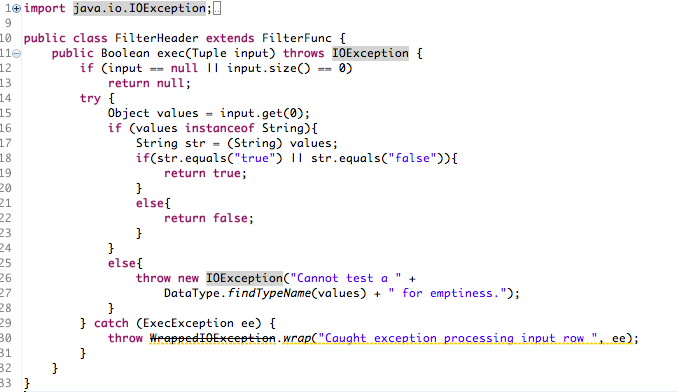 1 import java.io.IOException;
9
10 public class FilterHeader extends FilterFunc {
11     public Boolean exec(Tuple input) throws IOException {
12         if (input == null || input.size() == 0)
13             return null;
14         try {
15             Object values = input.get(0);
16             if (values instanceof String){
17                 String str = (String) values;
18                 if(str.equals("true") || str.equals("false")){
19                     return true;
20                 }
21                 else{
22                     return false;
23                 }
24             }
25             else{
26                 throw new IOException("Cannot test a " +
27                     DataType.findTypeName(values) + " for emptiness.");
28             }
29         } catch (ExecException ee) {
30             throw WrappedIOException.wrap("Caught exception processing input row ", ee);
31         }
32     }
33 }